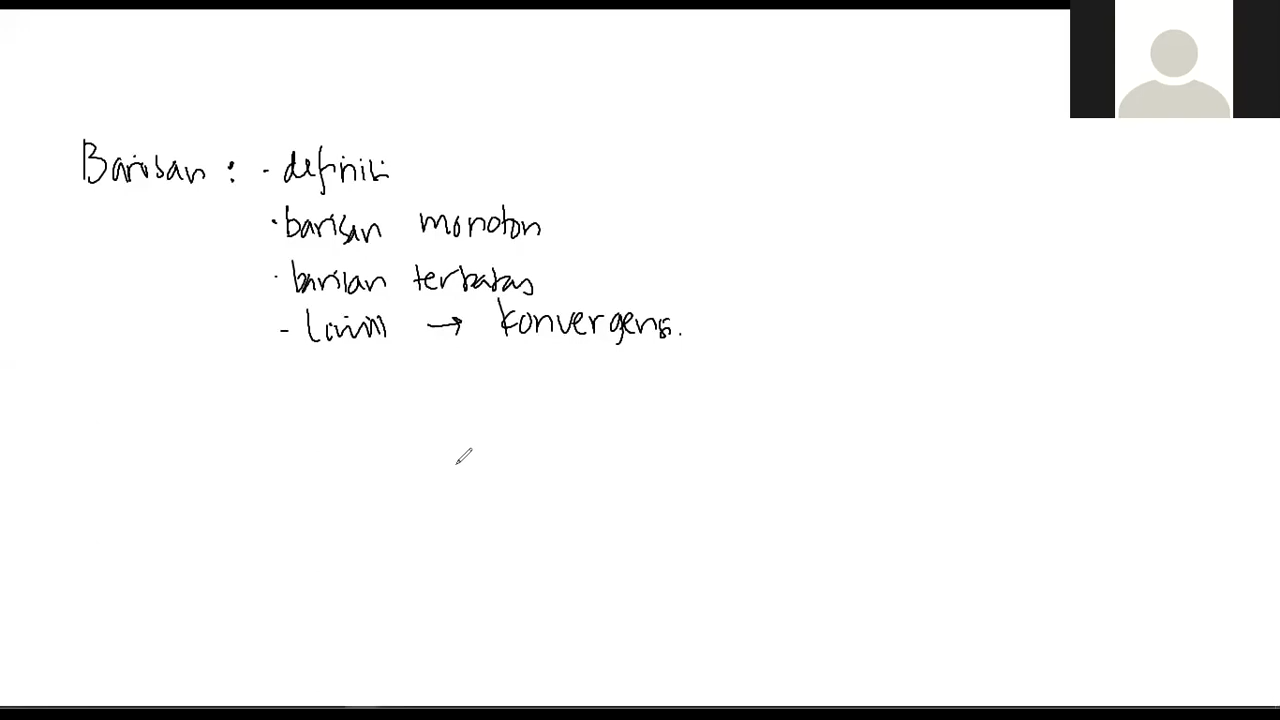 Barisan : - definisi
· barisan monoton
· barisan terbatas
- Limit → Konvergensi.